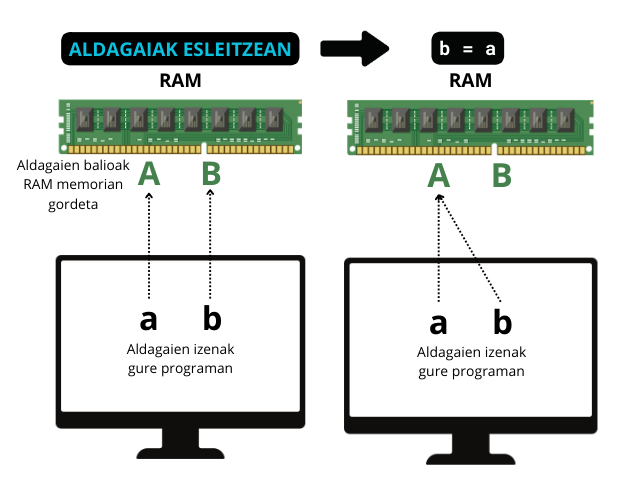 ALDAGAIAK ESLEITZEAN
b = a
RAM
RAM
Aldagaien balioak
RAM memorian
gordeta
A
B
A
B
a
b
Aldagaien izenak
gure programan
a
b
Aldagaien izenak
gure programan